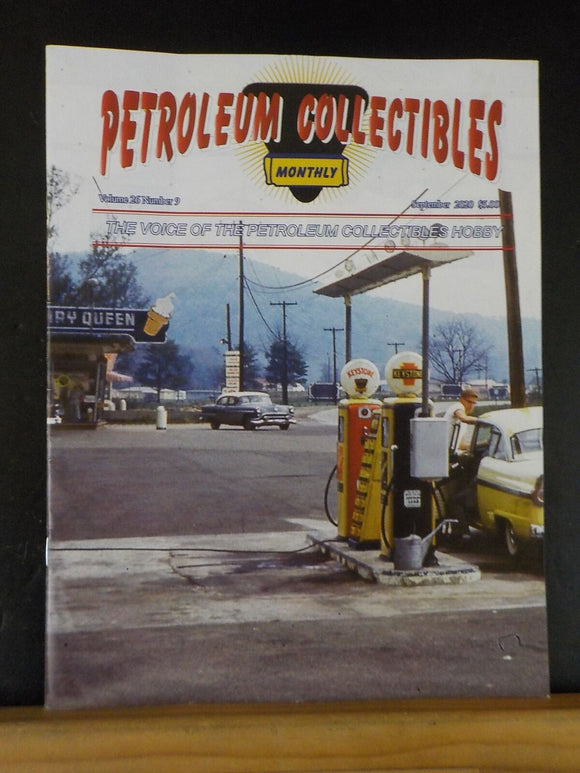 PETROLEUM COLLECTIBLES
MONTHLY
Volume 26 Number 9
September 2020 $5.00
THE VOICE OF THE PETROLEUM COLLECTIBLES HOBBY
RY QUEEN
KEYSTONE
KEYSTONE